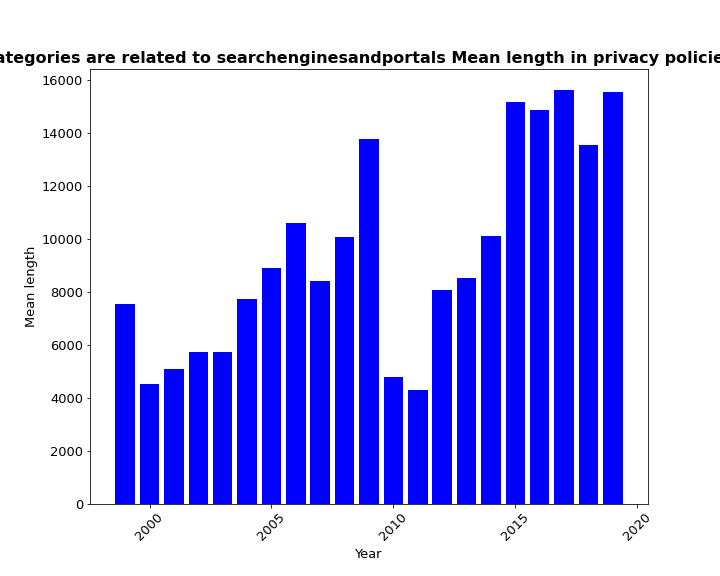 ategories are related to searchenginesandportals Mean length in privacy policie
16000
14000
12000
10000
8000
6000
4000
2000
0
Mean length
2000 2005 2010 2015 2020
Year